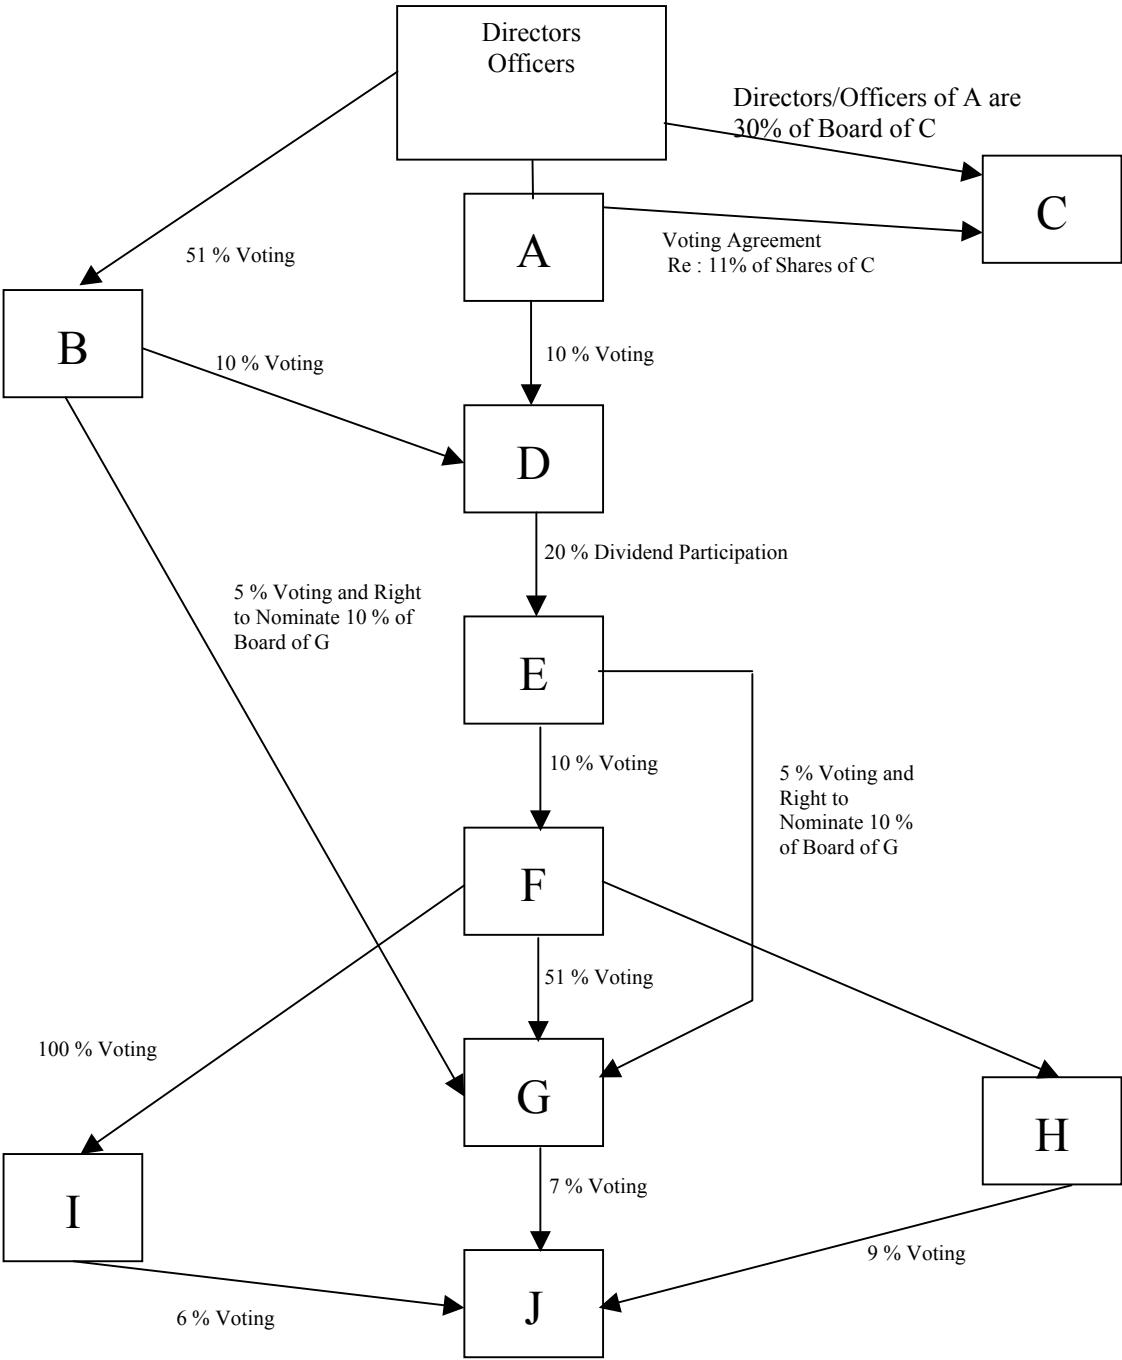 Directors
Officers
Directors/Officers of A are
30% of Board of C
C
A
Voting Agreement
Re : 11% of Shares of C
51 % Voting
B
10 % Voting
10 % Voting
D
20 % Dividend Participation
5 % Voting and Right
to Nominate 10 % of
Board of G
E
10 % Voting
5 % Voting and
Right to
Nominate 10 %
of Board of G
F
51 % Voting
100 % Voting
G
H
I
7 % Voting
9 % Voting
J
6 % Voting